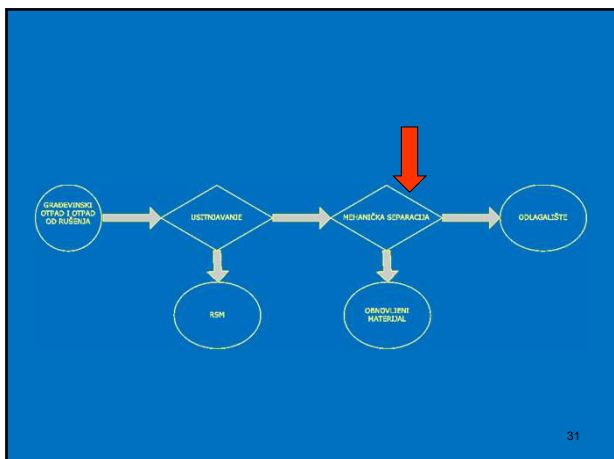 GRAĐEVINSKI
OTPAD I OTPAD
OD RUŠENJA
USITNJAVANJE
MEHANIČKA SEPARACIJA
ODLAGALIŠTE
RSM
OBNOVLJENI
MATERIJAL
31